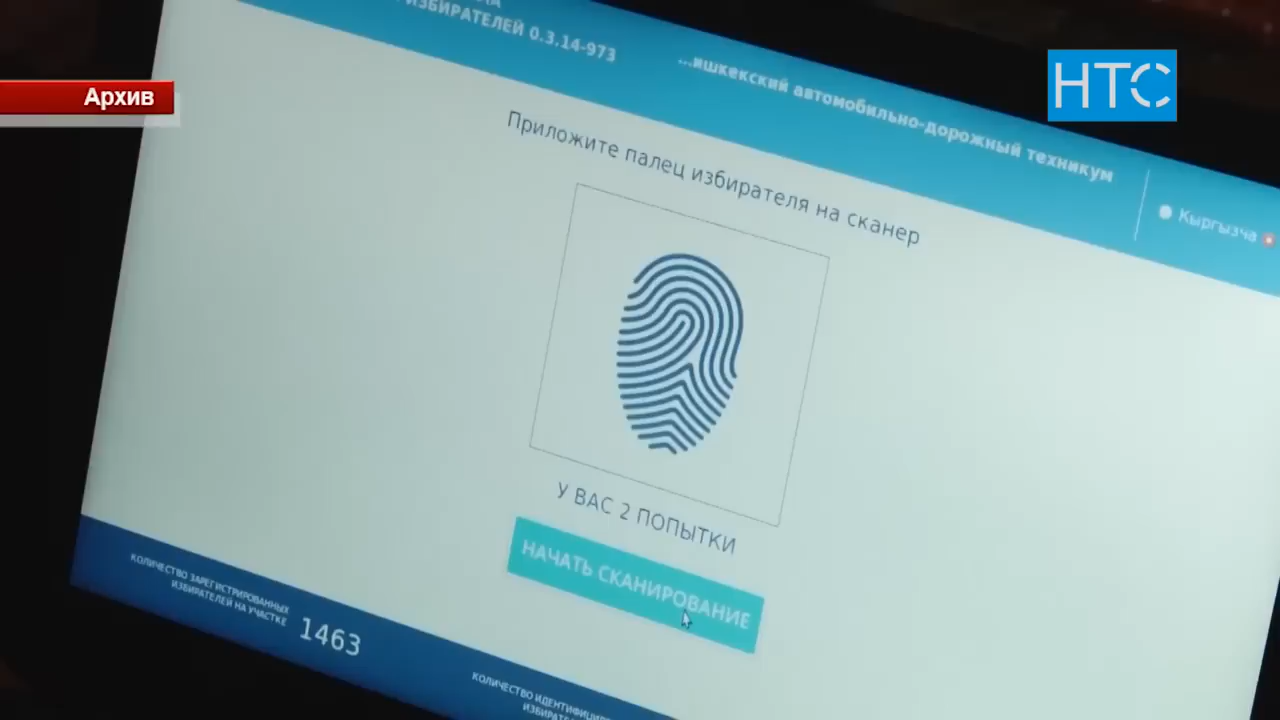 ИЗБИРАТЕЛЕЙ 0.3.14-973
...ишкекский автомобильно-дорожный техникум
НТС
Архив
Кыргызча
Приложите палец избирателя на сканер
У ВАС 2 ПОПЫТКИ
НАЧАТЬ СКАНИРОВАНИЕ
КОЛИЧЕСТВО ЗАРЕГИСТРИРОВАННЫХ
ИЗБИРАТЕЛЕЙ НА УЧАСТКЕ
1463
КОЛИЧЕСТВО